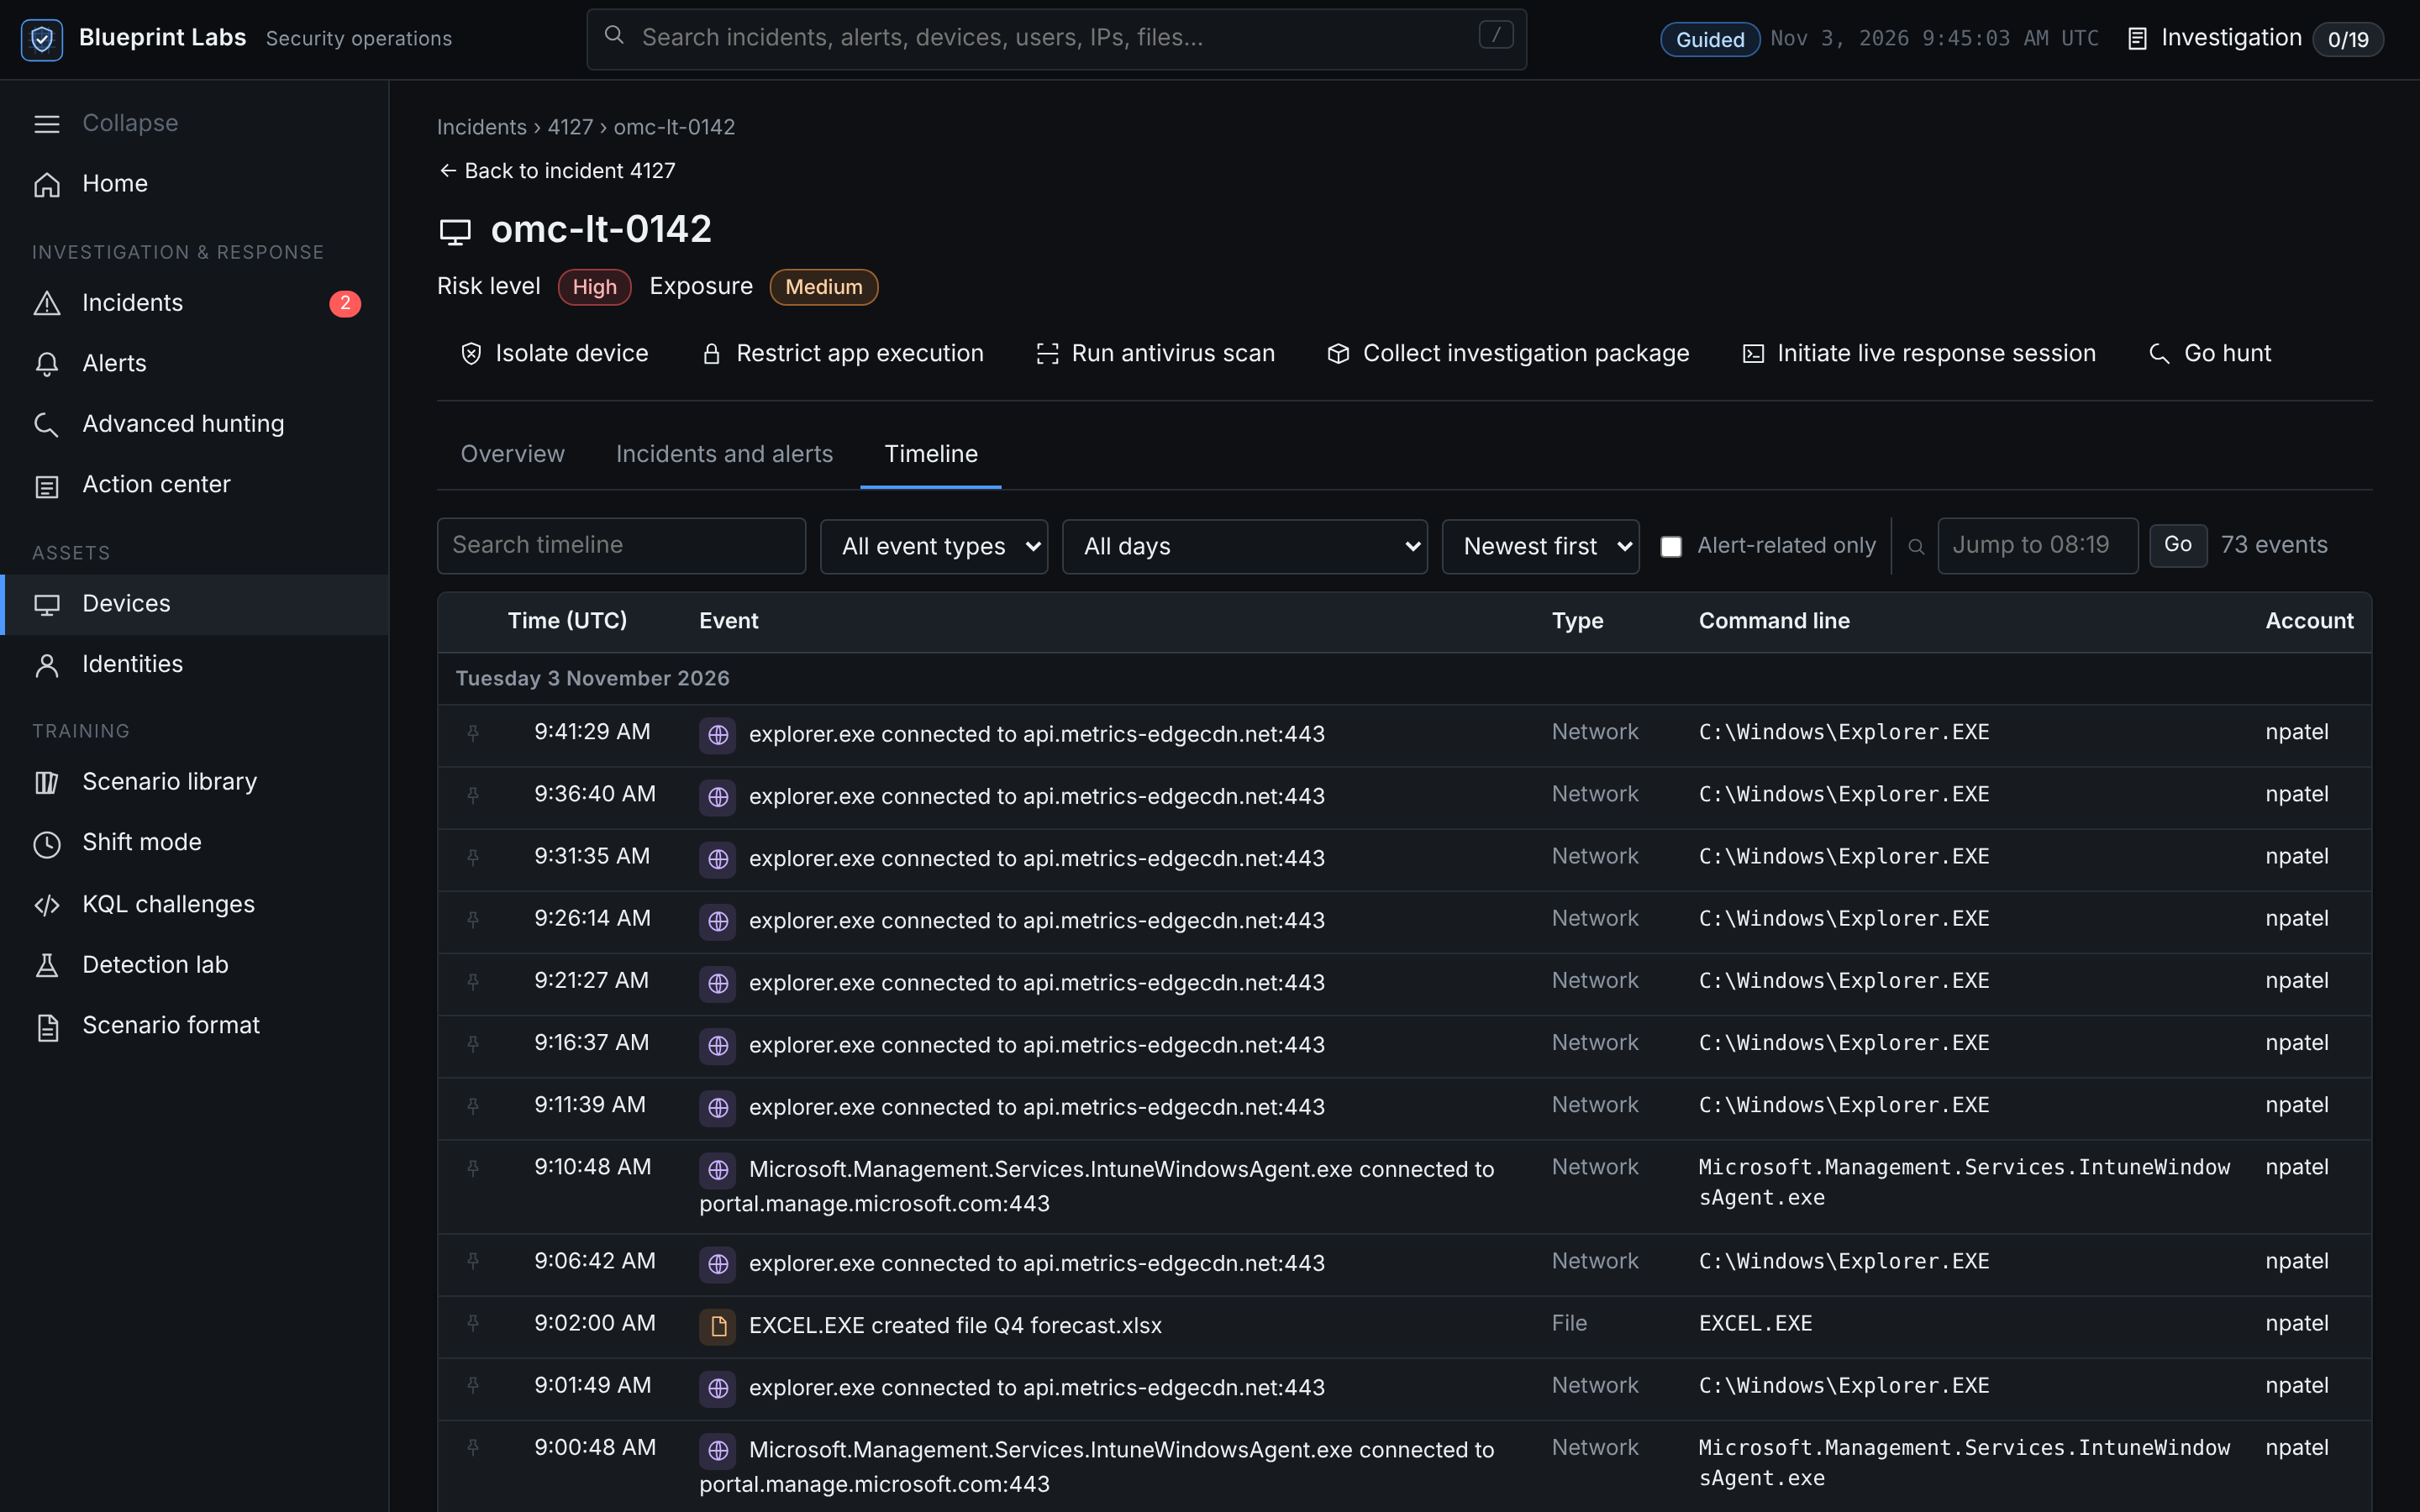 Blueprint Labs Security operations
Search incidents, alerts, devices, users, IPs, files...
/
Guided Nov 3, 2026 9:45:03 AM UTC Investigation 0/19
Collapse
Home
INVESTIGATION & RESPONSE
Incidents 2
Alerts
Advanced hunting
Action center
ASSETS
Devices
Identities
TRAINING
Scenario library
Shift mode
KQL challenges
Detection lab
Scenario format
Incidents › 4127 › omc-lt-0142
← Back to incident 4127
omc-lt-0142
Risk level High Exposure Medium
Isolate device Restrict app execution Run antivirus scan Collect investigation package Initiate live response session Go hunt
Overview Incidents and alerts Timeline
Search timeline All event types All days Newest first Alert-related only Jump to 08:19 Go 73 events
Time (UTC) Event Type Command line Account
Tuesday 3 November 2026
9:41:29 AM explorer.exe connected to api.metrics-edgecdn.net:443 Network C:\Windows\Explorer.EXE npatel
9:36:40 AM explorer.exe connected to api.metrics-edgecdn.net:443 Network C:\Windows\Explorer.EXE npatel
9:31:35 AM explorer.exe connected to api.metrics-edgecdn.net:443 Network C:\Windows\Explorer.EXE npatel
9:26:14 AM explorer.exe connected to api.metrics-edgecdn.net:443 Network C:\Windows\Explorer.EXE npatel
9:21:27 AM explorer.exe connected to api.metrics-edgecdn.net:443 Network C:\Windows\Explorer.EXE npatel
9:16:37 AM explorer.exe connected to api.metrics-edgecdn.net:443 Network C:\Windows\Explorer.EXE npatel
9:11:39 AM explorer.exe connected to api.metrics-edgecdn.net:443 Network C:\Windows\Explorer.EXE npatel
9:10:48 AM Microsoft.Management.Services.IntuneWindowsAgent.exe connected to Network Microsoft.Management.Services.IntuneWindow npatel
portal.manage.microsoft.com:443 sAgent.exe
9:06:42 AM explorer.exe connected to api.metrics-edgecdn.net:443 Network C:\Windows\Explorer.EXE npatel
9:02:00 AM EXCEL.EXE created file Q4 forecast.xlsx File EXCEL.EXE npatel
9:01:49 AM explorer.exe connected to api.metrics-edgecdn.net:443 Network C:\Windows\Explorer.EXE npatel
9:00:48 AM Microsoft.Management.Services.IntuneWindowsAgent.exe connected to Network Microsoft.Management.Services.IntuneWindow npatel
portal.manage.microsoft.com:443 sAgent.exe